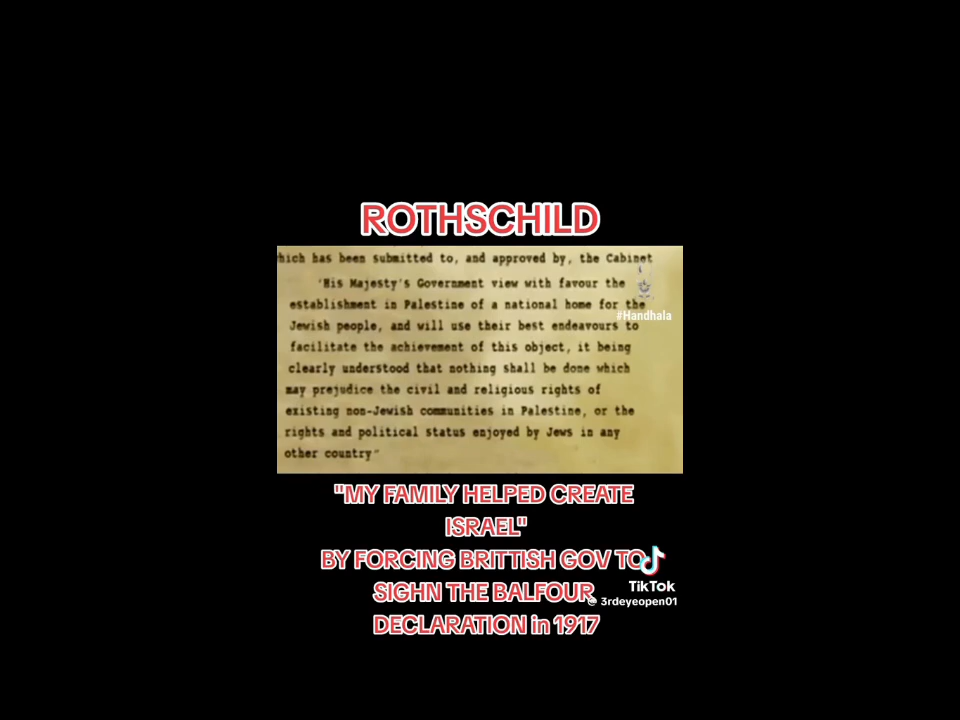 ROTHSCHILD
hich has been submitted to, and approved by, the Cabinet
'His Majesty's Government view with favour the
establishment in Palestine of a national home for the
#Handhala
Jewish people, and will use their best endeavours to
facilitate the achievement of this object, it being
clearly understood that nothing shall be done which
may prejudice the civil and religious rights of
existing non-Jewish communities in Palestine, or the
rights and political status enjoyed by Jews in any
other country"
"MY FAMILY HELPED CREATE
ISRAEL"
BY FORCING BRITTISH GOV TO
SIGHN THE BALFOUR
DECLARATION in 1917
TikTok
@ 3rdeyeopen01